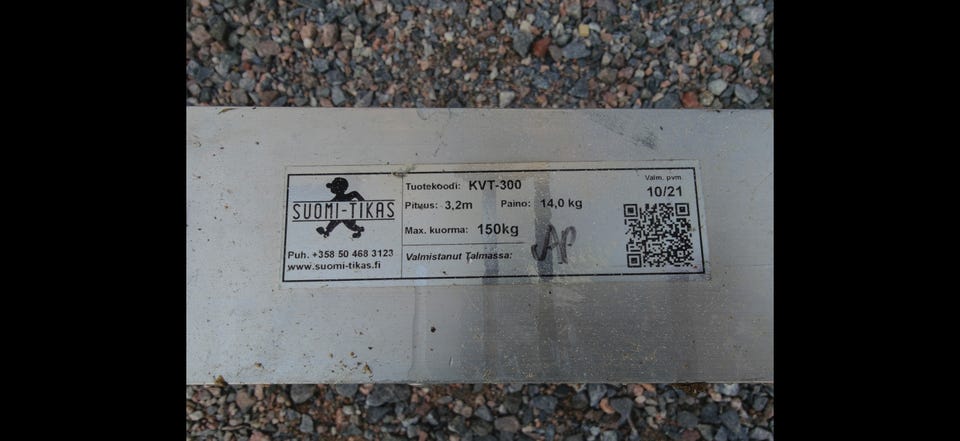 SUOMI-TIKAS
Puh. +358 50 468 3123
www.suomi-tikas.fi
Tuotekoodi: KVT-300
Pituus: 3,2m Paino: 14,0 kg
Max. kuorma: 150kg
Valmistanut Talmassa: AP
Valm. pvm.
10/21